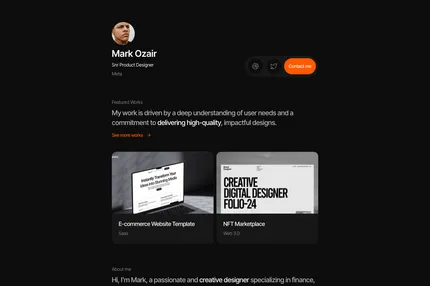 Mark Ozair
Snr Product Designer
Meta
Contact me
Featured Works
My work is driven by a deep understanding of user needs and a
commitment to delivering high-quality, impactful designs.
See more works →
Instantly Transform Your
Ideas into Stunning Media
CREATIVE
DIGITAL DESIGNER
FOLIO-24
E-commerce Website Template
SaaS
NFT Marketplace
Web 3.0
About me
Hi, I'm Mark, a passionate and creative designer specializing in finance,